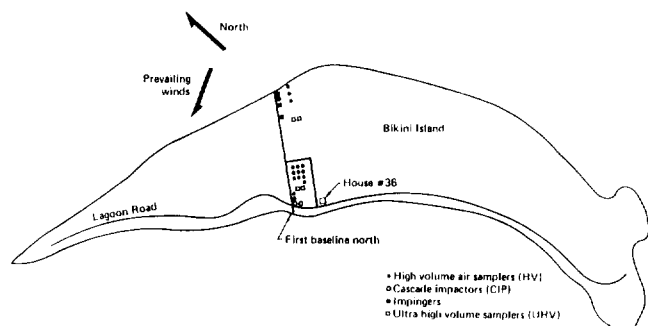 North
Prevailing
winds
Bikini Island
House #36
Lagoon Road
First baseline north
High volume air samplers (HV)
Cascade impactors (CIP)
Impingers
Ultra high volume samplers (UHV)